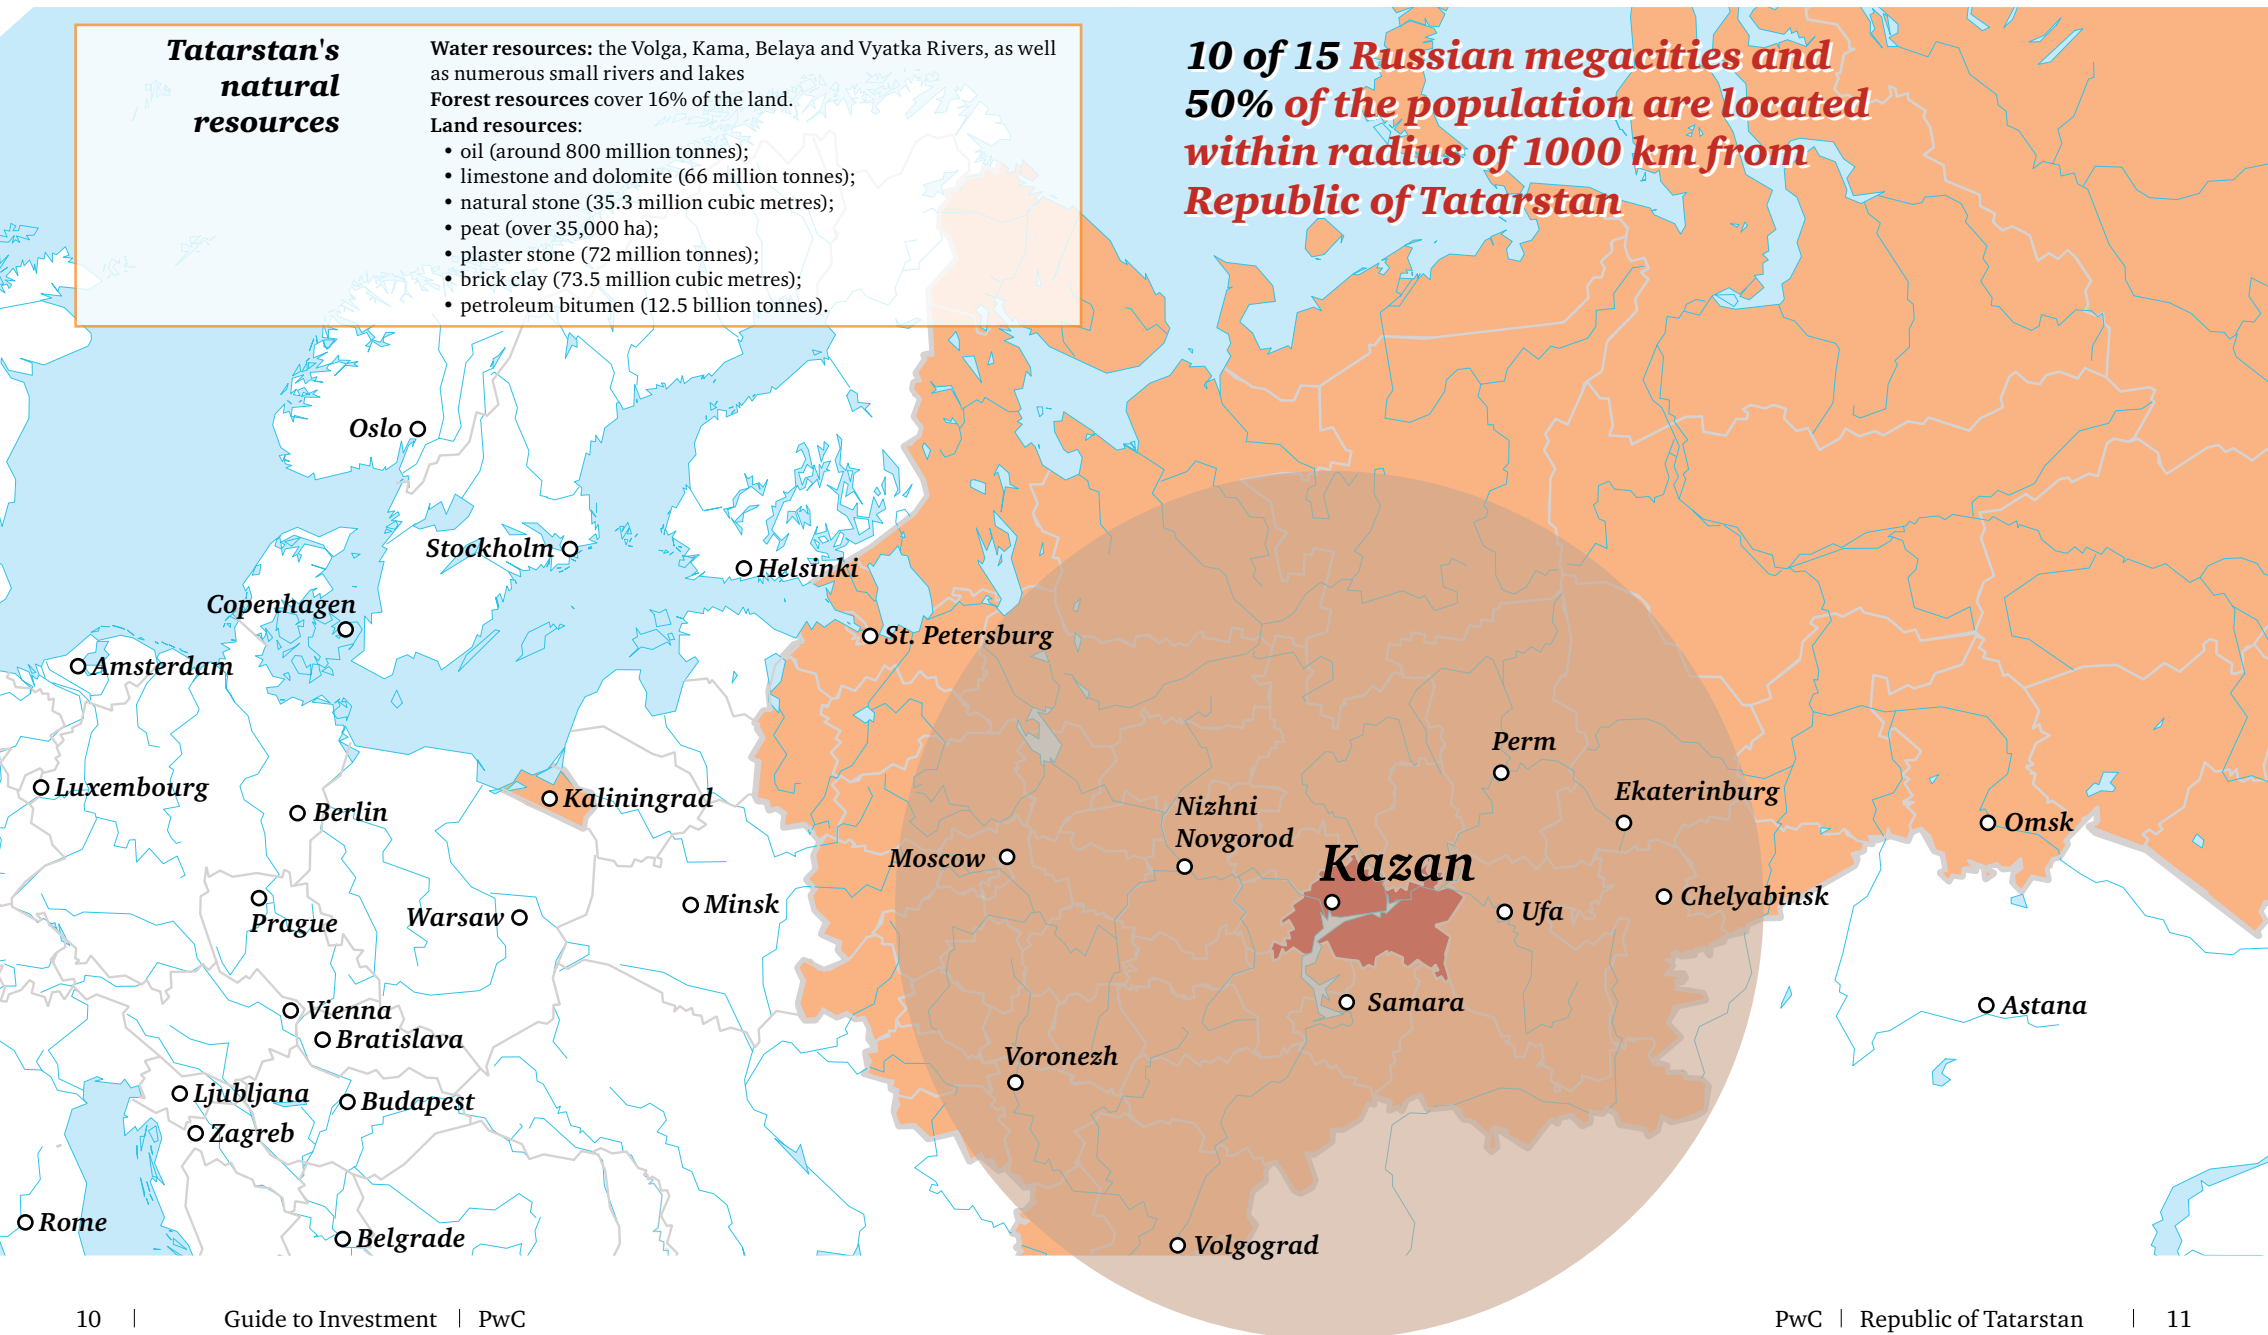 Tatarstan's
natural
resources
Water resources: the Volga, Kama, Belaya and Vyatka Rivers, as well
as numerous small rivers and lakes
Forest resources cover 16% of the land.
Land resources:
• oil (around 800 million tonnes);
• limestone and dolomite (66 million tonnes);
• natural stone (35.3 million cubic metres);
• peat (over 35,000 ha);
• plaster stone (72 million tonnes);
• brick clay (73.5 million cubic metres);
• petroleum bitumen (12.5 billion tonnes).
10 of 15 Russian megacities and
50% of the population are located
within radius of 1000 km from
Republic of Tatarstan
Oslo
Stockholm
Helsinki
Copenhagen
St. Petersburg
Amsterdam
Perm
Luxembourg
Ekaterinburg
Kaliningrad
Nizhni
Novgorod
Berlin
Omsk
Moscow
Kazan
Chelyabinsk
Minsk
Ufa
Warsaw
Prague
Samara
Astana
Vienna
Bratislava
Voronezh
Ljubljana
Budapest
Zagreb
Rome
Belgrade
Volgograd
10 | Guide to Investment | PwC
PwC | Republic of Tatarstan | 11